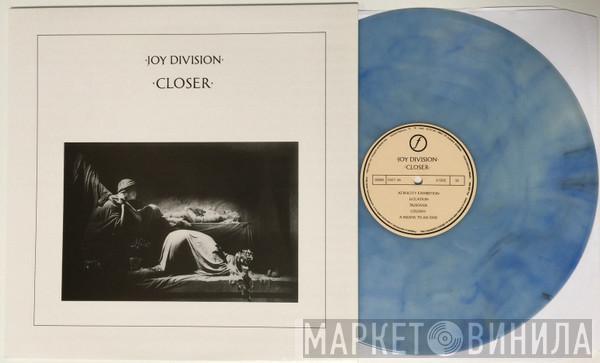 ·JOY DIVISION·
·CLOSER·
·JOY DIVISION·
·CLOSER·
ATROCITY EXHIBITION
ISOLATION
PASSOVER
COLONY
A MEANS TO AN END
МАРКЕТ ВИНИЛА